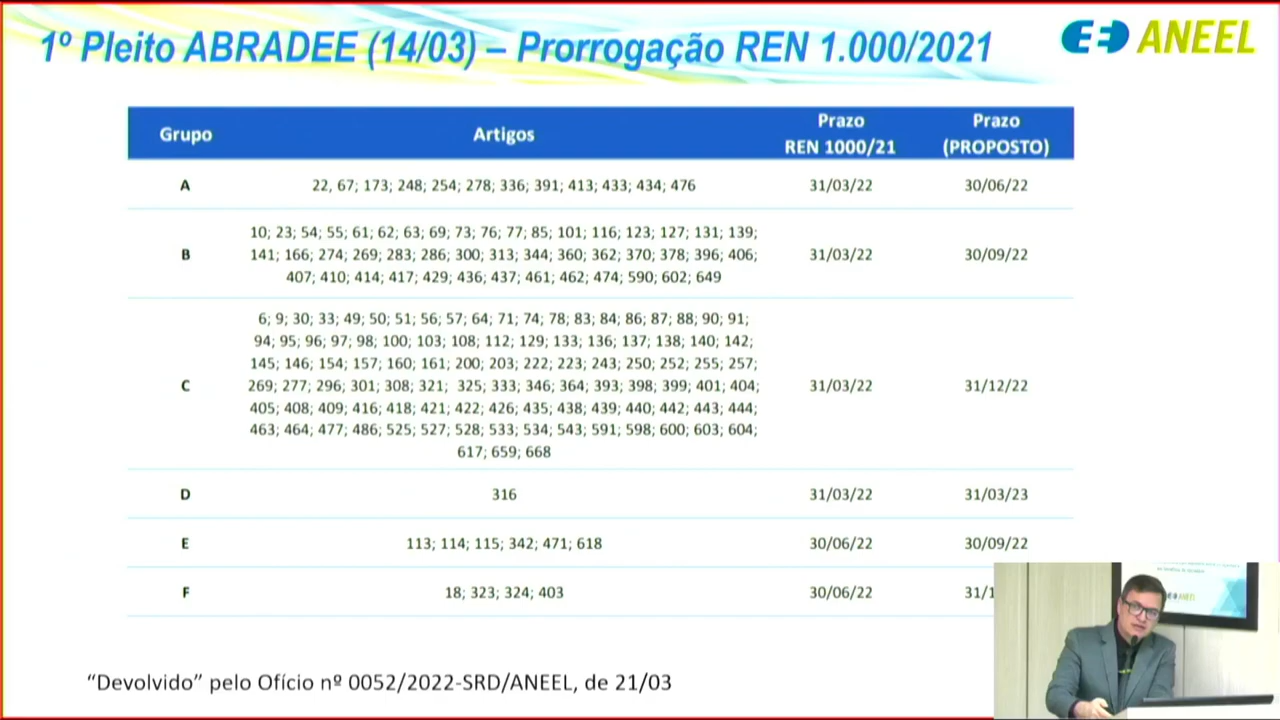 1º Pleito ABRADEE (14/03) – Prorrogação REN 1.000/2021
ANEEL
Grupo Artigos Prazo REN 1000/21 Prazo (PROPOSTO)
A 22, 67; 173; 248; 254; 278; 336; 391; 413; 433; 434; 476 31/03/22 30/06/22
10; 23; 54; 55; 61; 62; 63; 69; 73; 76; 77; 85; 101; 116; 123; 127; 131; 139;
B 141; 166; 274; 269; 283; 286; 300; 313; 344; 360; 362; 370; 378; 396; 406; 31/03/22 30/09/22
407; 410; 414; 417; 429; 436; 437; 461; 462; 474; 590; 602; 649
6; 9; 30; 33; 49; 50; 51; 56; 57; 64; 71; 74; 78; 83; 84; 86; 87; 88; 90; 91;
94; 95; 96; 97; 98; 100; 103; 108; 112; 129; 133; 136; 137; 138; 140; 142;
145; 146; 154; 157; 160; 161; 200; 203; 222; 223; 243; 250; 252; 255; 257;
C 269; 277; 296; 301; 308; 321; 325; 333; 346; 364; 393; 398; 399; 401; 404; 31/03/22 31/12/22
405; 408; 409; 416; 418; 421; 422; 426; 435; 438; 439; 440; 442; 443; 444;
463; 464; 477; 486; 525; 527; 528; 533; 534; 543; 591; 598; 600; 603; 604;
617; 659; 668
D 316 31/03/22 31/03/23
E 113; 114; 115; 342; 471; 618 30/06/22 30/09/22
F 18; 323; 324; 403 30/06/22 31/1
ANEEL
“Devolvido” pelo Ofício nº 0052/2022-SRD/ANEEL, de 21/03